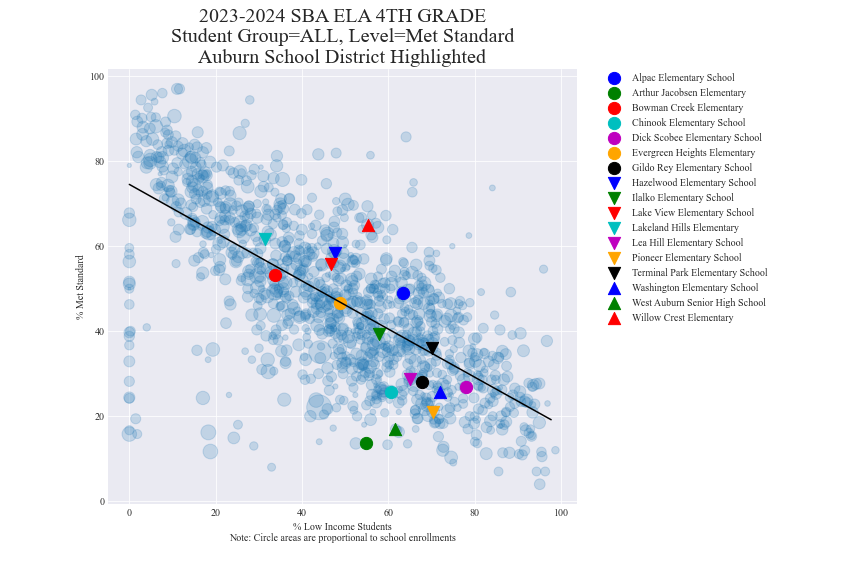 2023-2024 SBA ELA 4TH GRADE
Student Group=ALL, Level=Met Standard
Auburn School District Highlighted
100
80
60
40
20
0
% Met Standard
0 20 40 60 80 100
% Low Income Students
Note: Circle areas are proportional to school enrollments
Alpac Elementary School
Arthur Jacobsen Elementary
Bowman Creek Elementary
Chinook Elementary School
Dick Scobee Elementary School
Evergreen Heights Elementary
Gildo Rey Elementary School
Hazelwood Elementary School
Ilalko Elementary School
Lake View Elementary School
Lakeland Hills Elementary
Lea Hill Elementary School
Pioneer Elementary School
Terminal Park Elementary School
Washington Elementary School
West Auburn Senior High School
Willow Crest Elementary